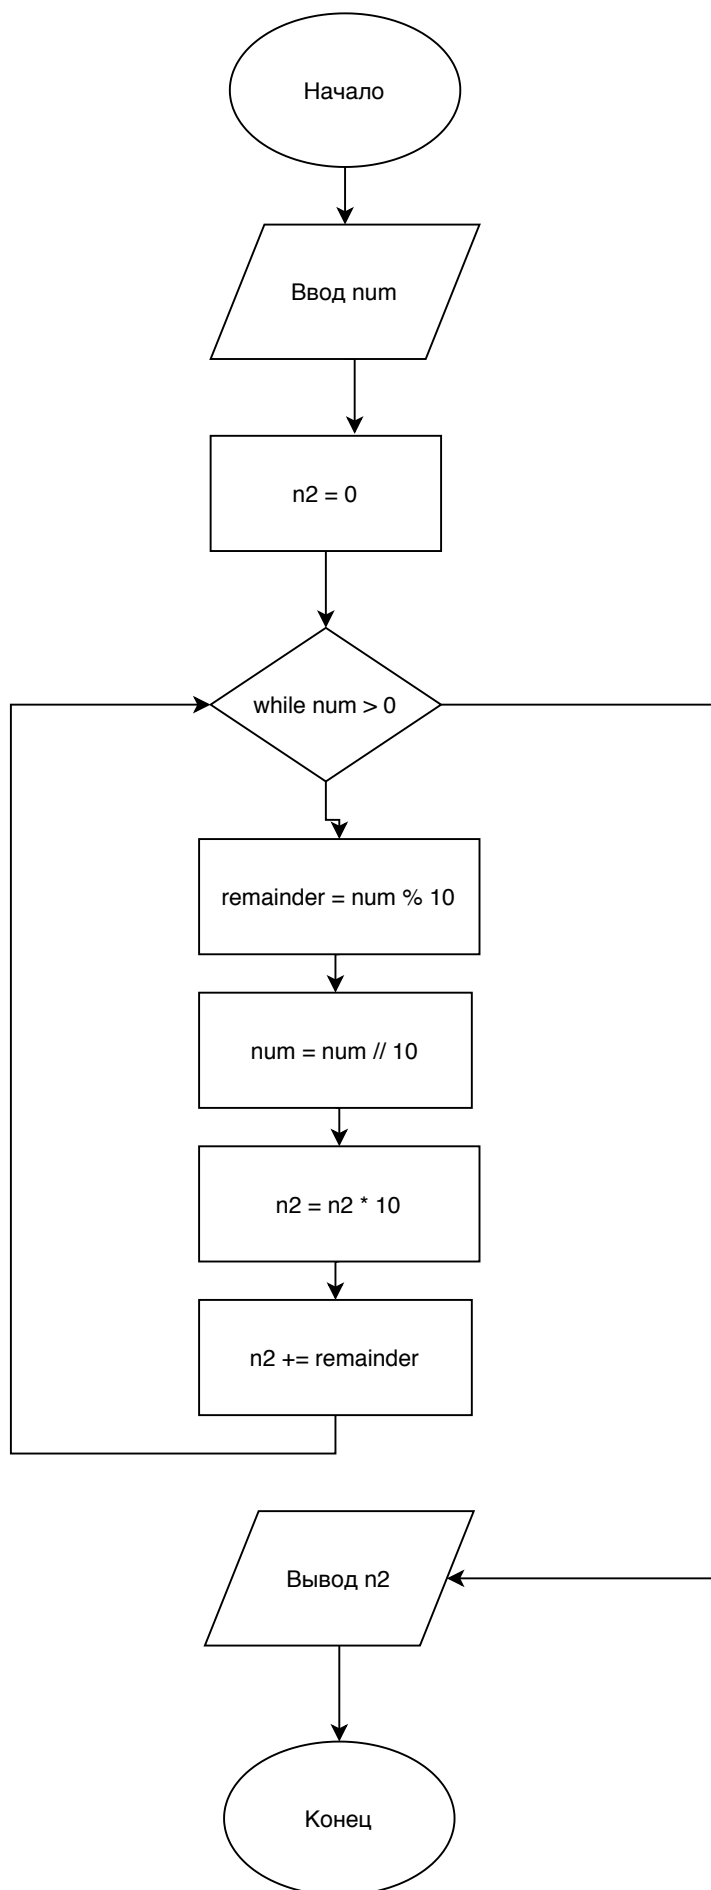 Начало
Ввод num
n2 = 0
while num > 0
remainder = num % 10
num = num // 10
n2 = n2 * 10
n2 += remainder
Вывод n2
Конец